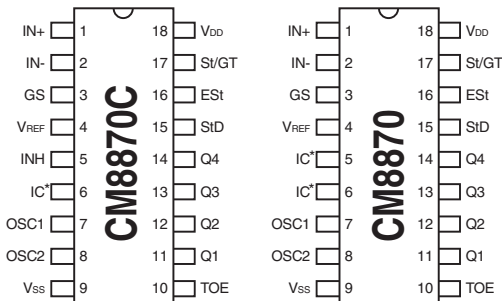 IN+ 1 18 VDD
IN- 2 17 St/GT
GS 3 16 ESt
VREF 4 15 StD
INH 5 14 Q4
IC* 6 13 Q3
OSC1 7 12 Q2
OSC2 8 11 Q1
VSS 9 10 TOE
CM8870C
IN+ 1 18 VDD
IN- 2 17 St/GT
GS 3 16 ESt
VREF 4 15 StD
IC* 5 14 Q4
IC* 6 13 Q3
OSC1 7 12 Q2
OSC2 8 11 Q1
VSS 9 10 TOE
CM8870